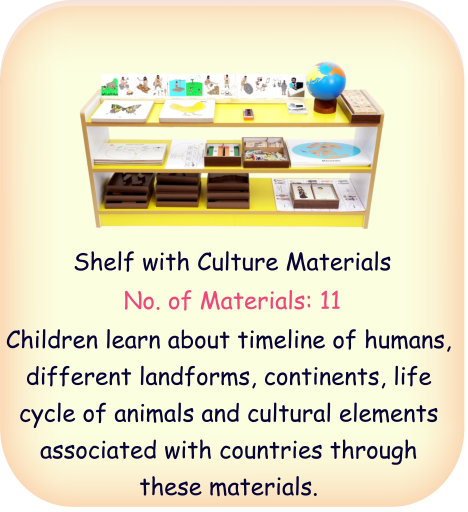 Shelf with Culture Materials
No. of Materials: 11
Children learn about timeline of humans,
different landforms, continents, life
cycle of animals and cultural elements
associated with countries through
these materials.